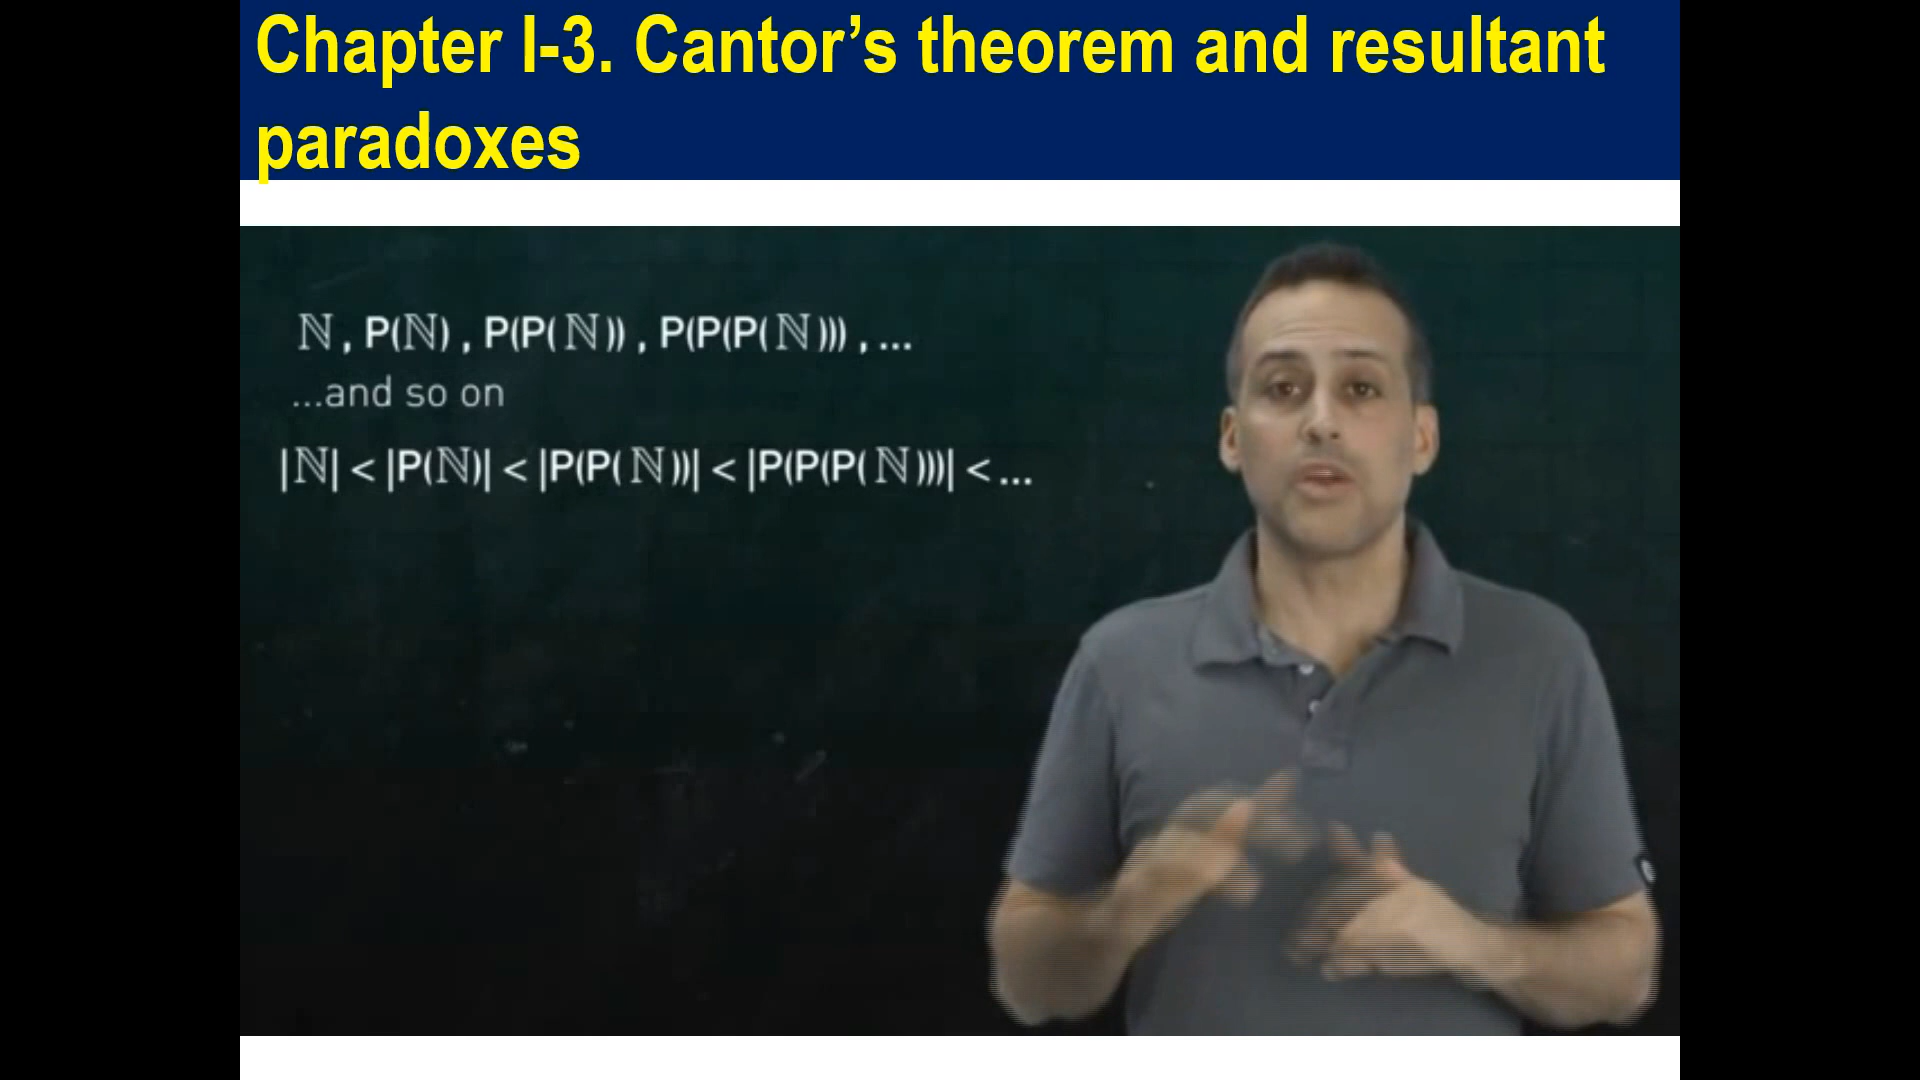 Chapter I-3. Cantor’s theorem and resultant
paradoxes
ℕ , P(ℕ) , P(P(ℕ)) , P(P(P(ℕ))) , ...
...and so on
|ℕ| < |P(ℕ)| < |P(P(ℕ))| < |P(P(P(ℕ)))| < ...